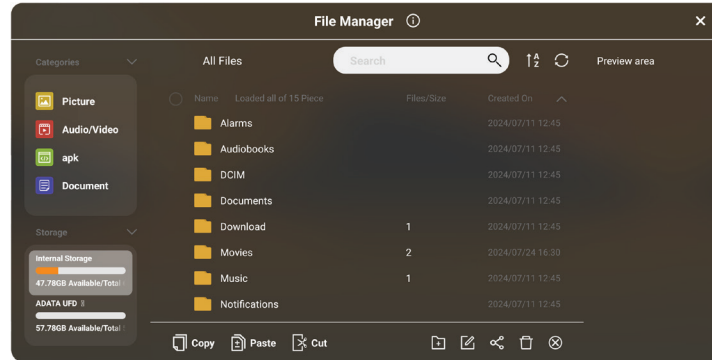 File Manager
Categories
All Files
Search
Preview area
Name Loaded all of 15 Piece Files/Size Created On
Picture
Audio/Video
apk
Document
Alarms 2024/07/11 12:45
Audiobooks 2024/07/11 12:45
DCIM 2024/07/11 12:45
Documents 2024/07/11 12:45
Download 1 2024/07/11 12:45
Movies 2 2024/07/24 16:30
Music 1 2024/07/11 12:45
Notifications 2024/07/11 12:45
Storage
Internal Storage
47.78GB Available/Total
ADATA UFD
57.78GB Available/Total
Copy Paste Cut